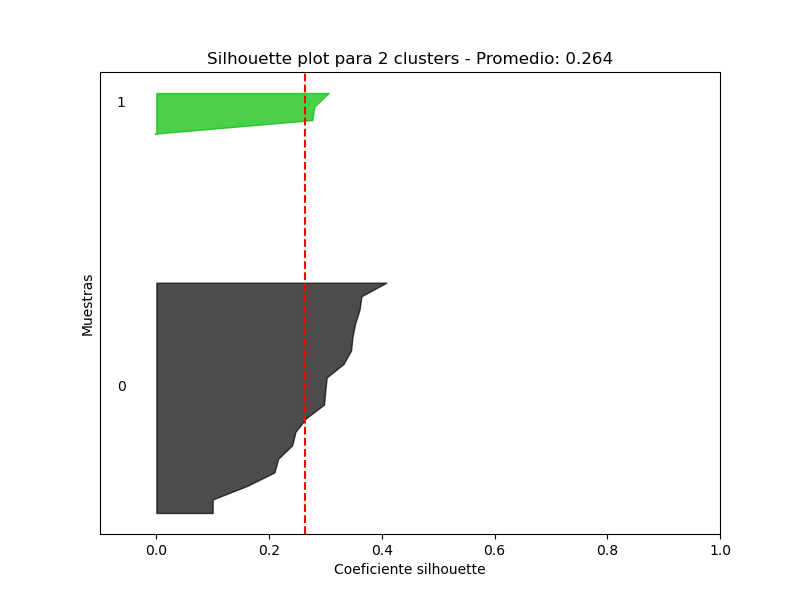 Silhouette plot para 2 clusters - Promedio: 0.264
1
Muestras
0
0.0 0.2 0.4 0.6 0.8 1.0
Coeficiente silhouette